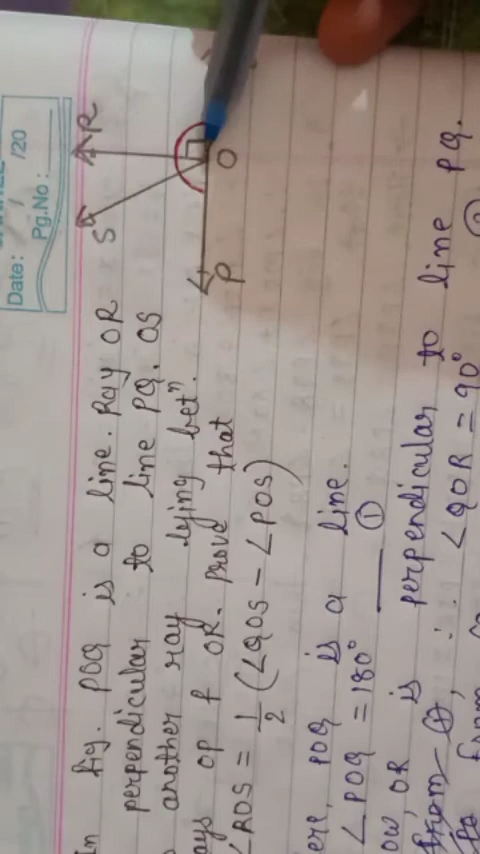 Date: / / 20
Pg.No:
In fig. POQ is a line. Ray OR
perpendicular to line PQ. OS
another ray lying betⁿ.
ays OP & OR. prove that
∠ROS = 1/2 (∠QOS - ∠POS)
ere, POQ is a line.
∠POQ = 180° — ①
ow, OR is perpendicular to line PQ.
∴ ∠QOR = 90°
R
S
O
P